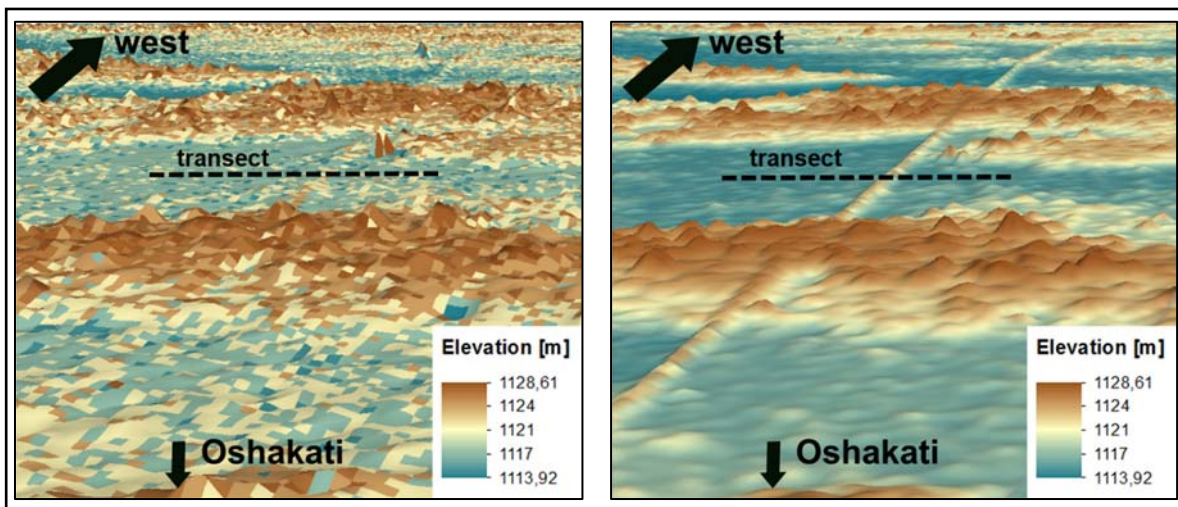 west
transect
Elevation [m]
1128,61
1124
1121
1117
1113,92
Oshakati
west
transect
Elevation [m]
1128,61
1124
1121
1117
1113,92
Oshakati